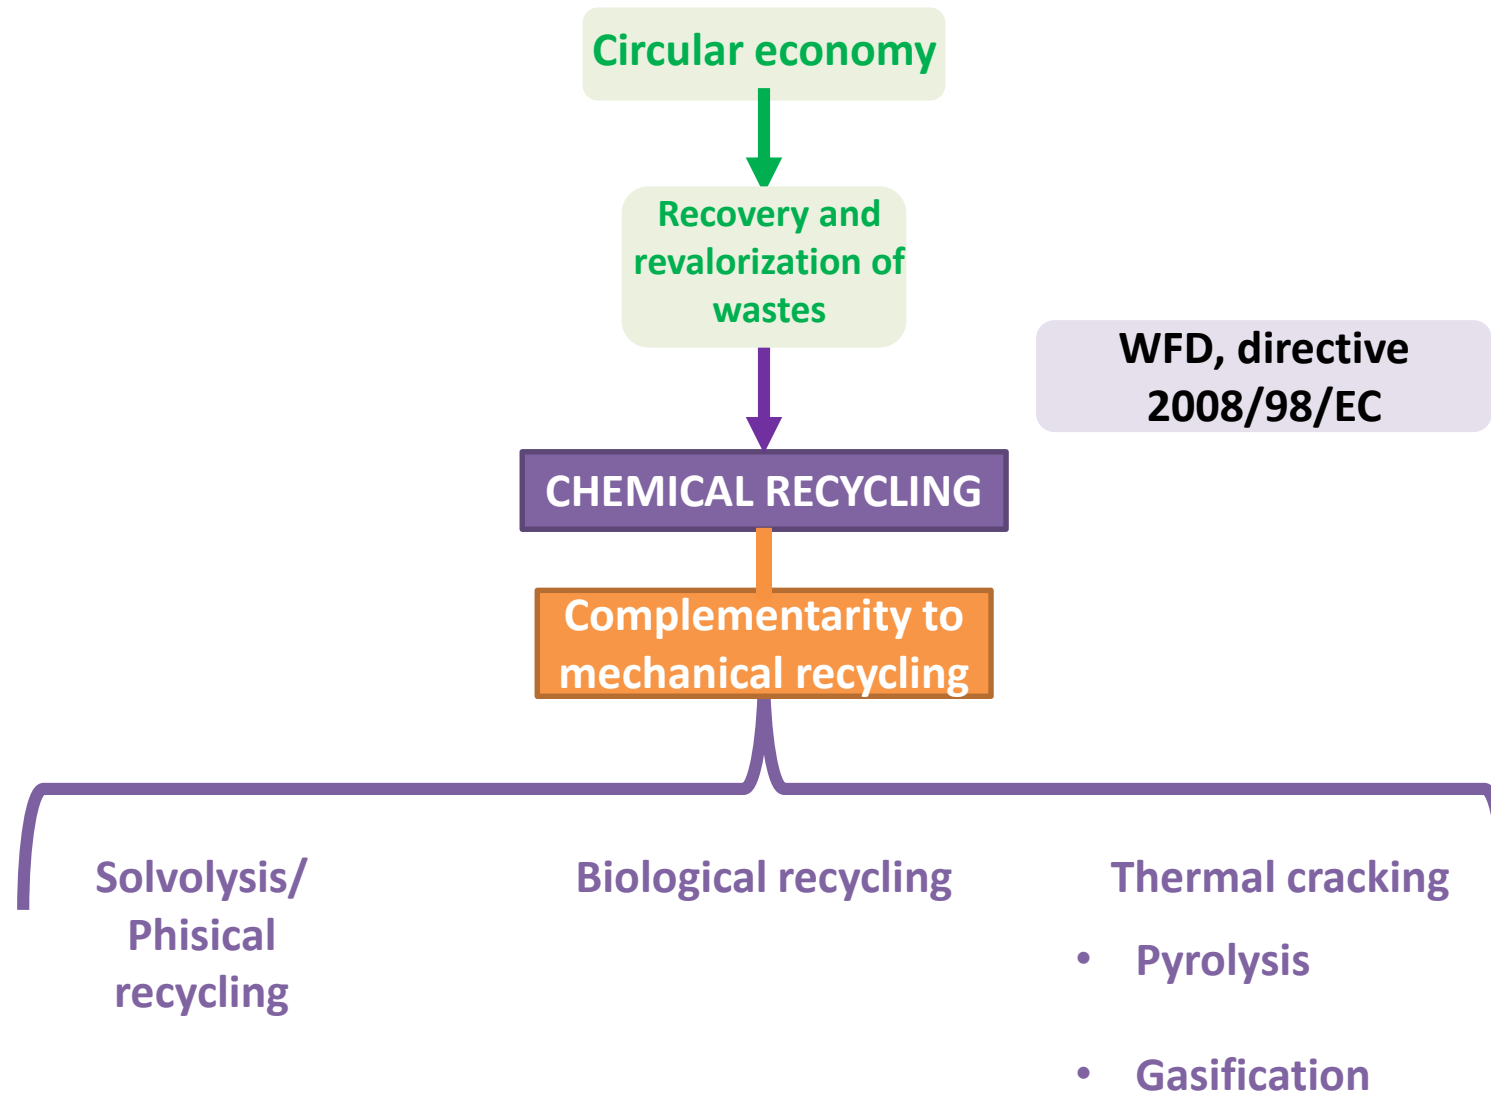 Circular economy
Recovery and
revalorization of
wastes
WFD, directive
2008/98/EC
CHEMICAL RECYCLING
Complementarity to
mechanical recycling
Solvolysis/
Phisical
recycling
Biological recycling
Thermal cracking
• Pyrolysis
• Gasification